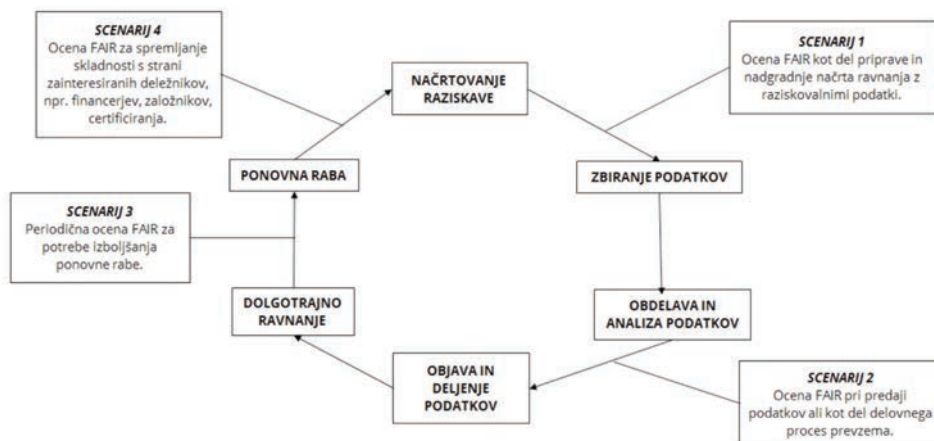 SCENARIJ 4
Ocena FAIR za spremljanje
skladnosti s strani
zainteresiranih deležnikov,
npr. financerjev, založnikov,
certificiranja.
NAČRTOVANJE
RAZISKAVE
SCENARIJ 1
Ocena FAIR kot del priprave in
nadgradnje načrta ravnanja z
raziskovalnimi podatki.
PONOVNA RABA
ZBIRANJE PODATKOV
SCENARIJ 3
Periodična ocena FAIR za
potrebe izboljšanja
ponovne rabe.
DOLGOTRAJNO
RAVNANJE
OBDELAVA IN
ANALIZA PODATKOV
OBJAVA IN
DELJENJE
PODATKOV
SCENARIJ 2
Ocena FAIR pri predaji
podatkov ali kot del delovnega
proces prevzema.